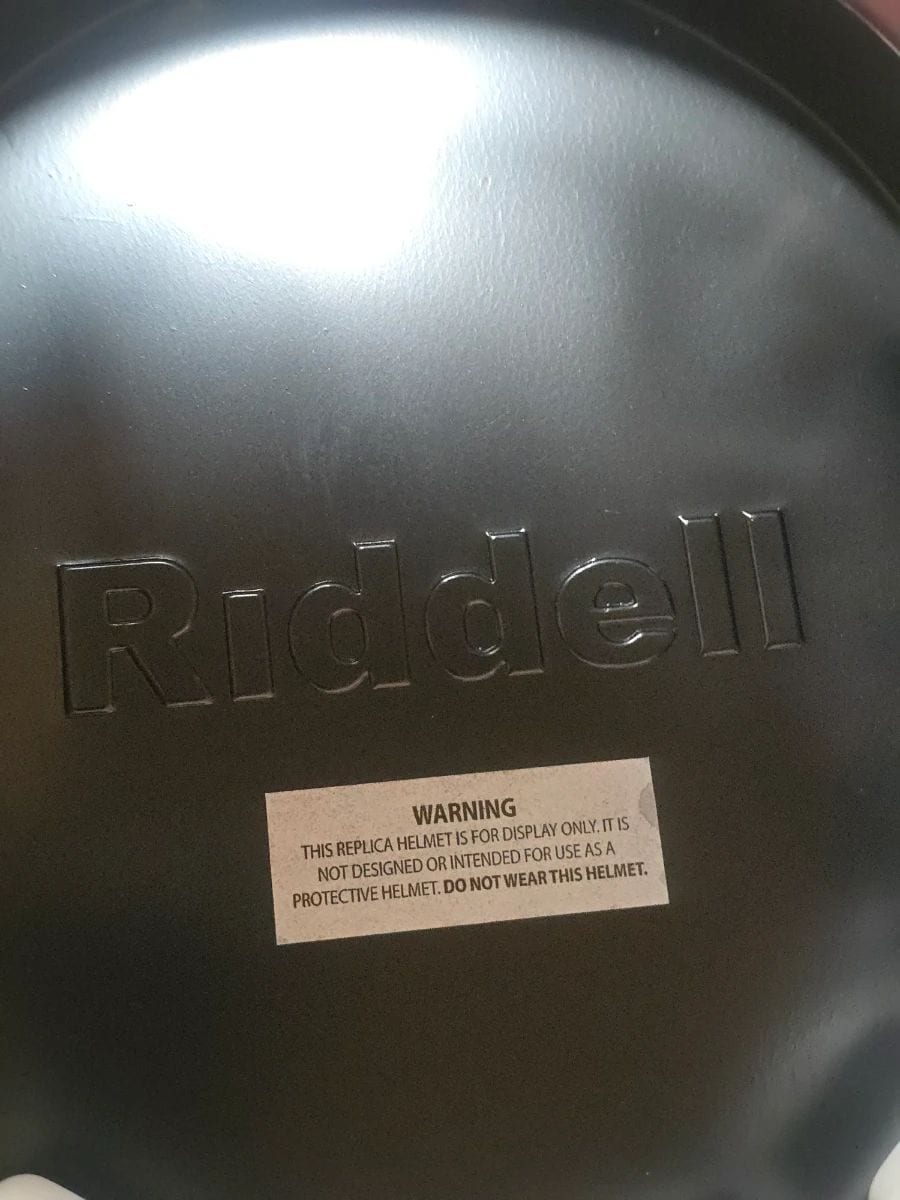 Riddell
WARNING
THIS REPLICA HELMET IS FOR DISPLAY ONLY. IT IS
NOT DESIGNED OR INTENDED FOR USE AS A
PROTECTIVE HELMET. DO NOT WEAR THIS HELMET.